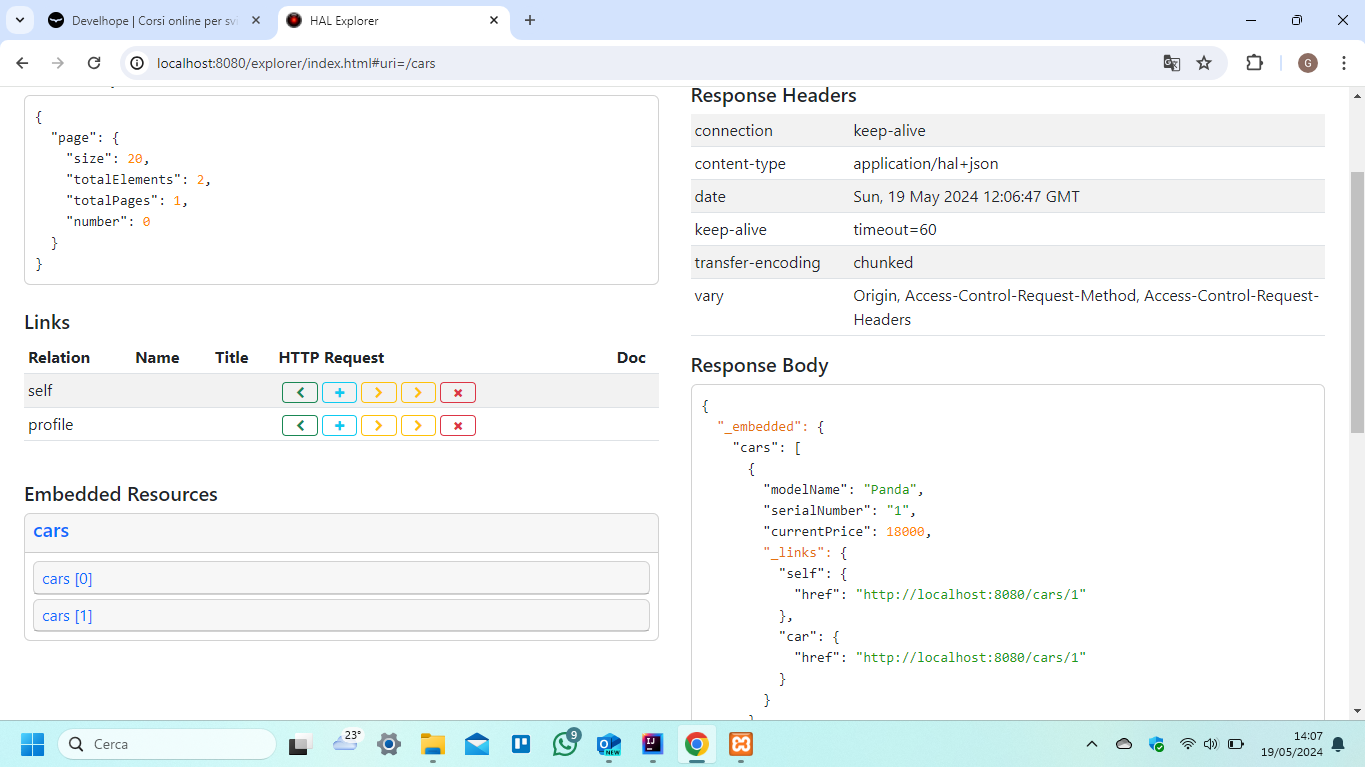 Develhope | Corsi online per svi
HAL Explorer
localhost:8080/explorer/index.html#uri=/cars
G
{
"page": {
"size": 20,
"totalElements": 2,
"totalPages": 1,
"number": 0
}
}
Links
Relation Name Title HTTP Request Doc
self
profile
Embedded Resources
cars
cars [0]
cars [1]
Response Headers
connection keep-alive
content-type application/hal+json
date Sun, 19 May 2024 12:06:47 GMT
keep-alive timeout=60
transfer-encoding chunked
vary Origin, Access-Control-Request-Method, Access-Control-Request-
Headers
Response Body
{
"_embedded": {
"cars": [
{
"modelName": "Panda",
"serialNumber": "1",
"currentPrice": 18000,
"_links": {
"self": {
"href": "http://localhost:8080/cars/1"
},
"car": {
"href": "http://localhost:8080/cars/1"
}
}
Cerca
23°
9
NEW
IJ
14:07
19/05/2024